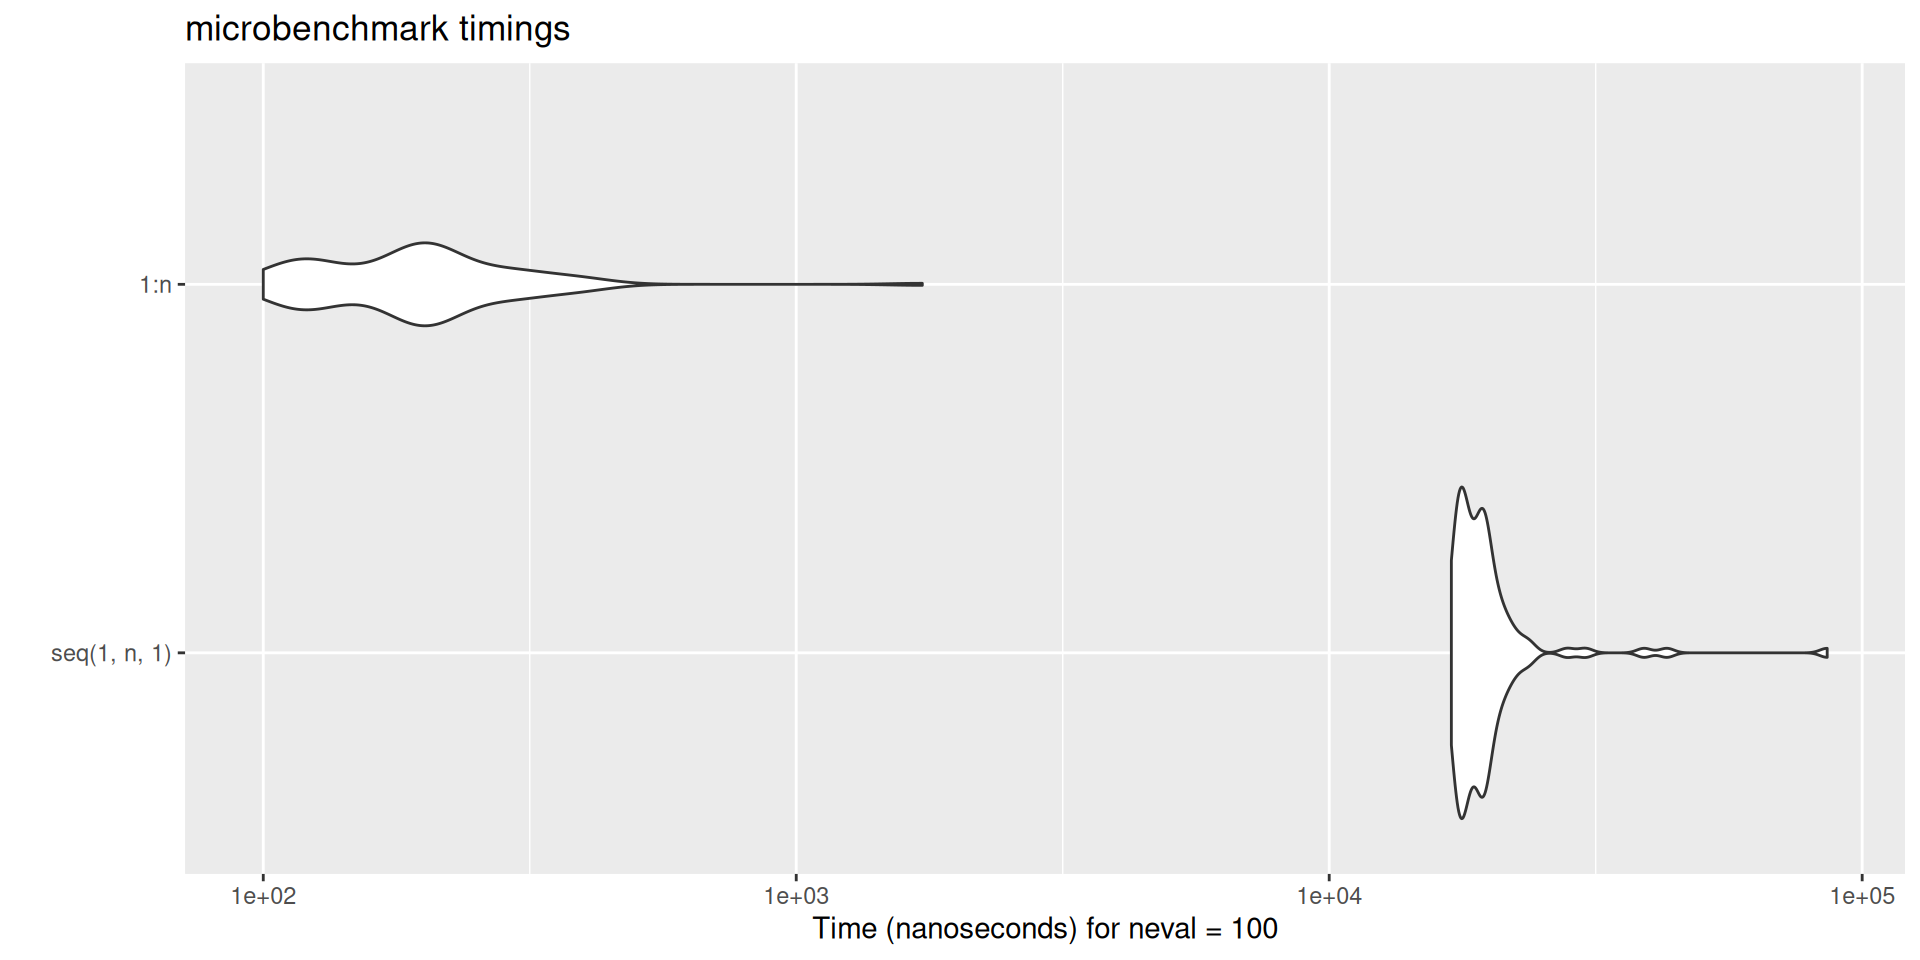 microbenchmark timings
1:n
seq(1, n, 1)
1e+02 1e+03 1e+04 1e+05
Time (nanoseconds) for neval = 100